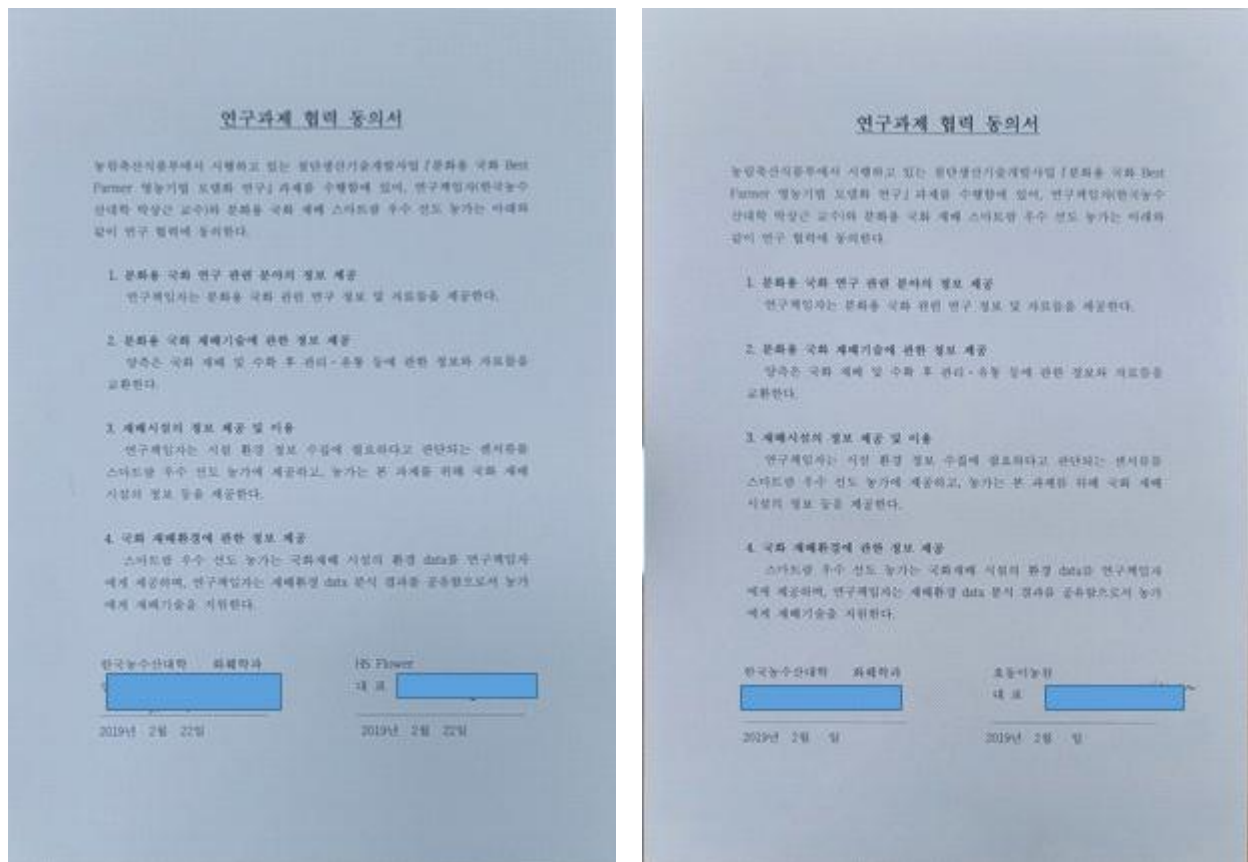 연구과제 협력 동의서
농림축산식품부에서 시행하고 있는 첨단생산기술개발사업 「분화용 국화 Best
Farmer 영농기법 모델화 연구」 과제를 수행함에 있어, 연구책임자(한국농수
산대학 박상근 교수)와 분화용 국화 재배 스마트팜 우수 선도 농가는 아래와
같이 연구 협력에 동의한다.
1. 분화용 국화 연구 관련 분야의 정보 제공
연구책임자는 분화용 국화 관련 연구 정보 및 자료들을 제공한다.
2. 분화용 국화 재배기술에 관한 정보 제공
양측은 국화 재배 및 수확 후 관리·유통 등에 관한 정보와 자료들을
교환한다.
3. 재배시설의 정보 제공 및 이용
연구책임자는 시설 환경 정보 수집에 필요하다고 판단되는 센서류를
스마트팜 우수 선도 농가에 제공하고, 농가는 본 과제를 위해 국화 재배
시설의 정보 등을 제공한다.
4. 국화 재배환경에 관한 정보 제공
스마트팜 우수 선도 농가는 국화재배 시설의 환경 data를 연구책임자
에게 제공하며, 연구책임자는 재배환경 data 분석 결과를 공유함으로서 농가
에게 재배기술을 지원한다.
한국농수산대학 화훼학과 HS Flower
대 표
2019년 2월 22일 2019년 2월 22일
연구과제 협력 동의서
농림축산식품부에서 시행하고 있는 첨단생산기술개발사업 「분화용 국화 Best
Farmer 영농기법 모델화 연구」 과제를 수행함에 있어, 연구책임자(한국농수
산대학 박상근 교수)와 분화용 국화 재배 스마트팜 우수 선도 농가는 아래와
같이 연구 협력에 동의한다.
1. 분화용 국화 연구 관련 분야의 정보 제공
연구책임자는 분화용 국화 관련 연구 정보 및 자료들을 제공한다.
2. 분화용 국화 재배기술에 관한 정보 제공
양측은 국화 재배 및 수확 후 관리·유통 등에 관한 정보와 자료들을
교환한다.
3. 재배시설의 정보 제공 및 이용
연구책임자는 시설 환경 정보 수집에 필요하다고 판단되는 센서류를
스마트팜 우수 선도 농가에 제공하고, 농가는 본 과제를 위해 국화 재배
시설의 정보 등을 제공한다.
4. 국화 재배환경에 관한 정보 제공
스마트팜 우수 선도 농가는 국화재배 시설의 환경 data를 연구책임자
에게 제공하며, 연구책임자는 재배환경 data 분석 결과를 공유함으로서 농가
에게 재배기술을 지원한다.
한국농수산대학 화훼학과 호동이농원
대 표
2019년 2월 일 2019년 2월 일